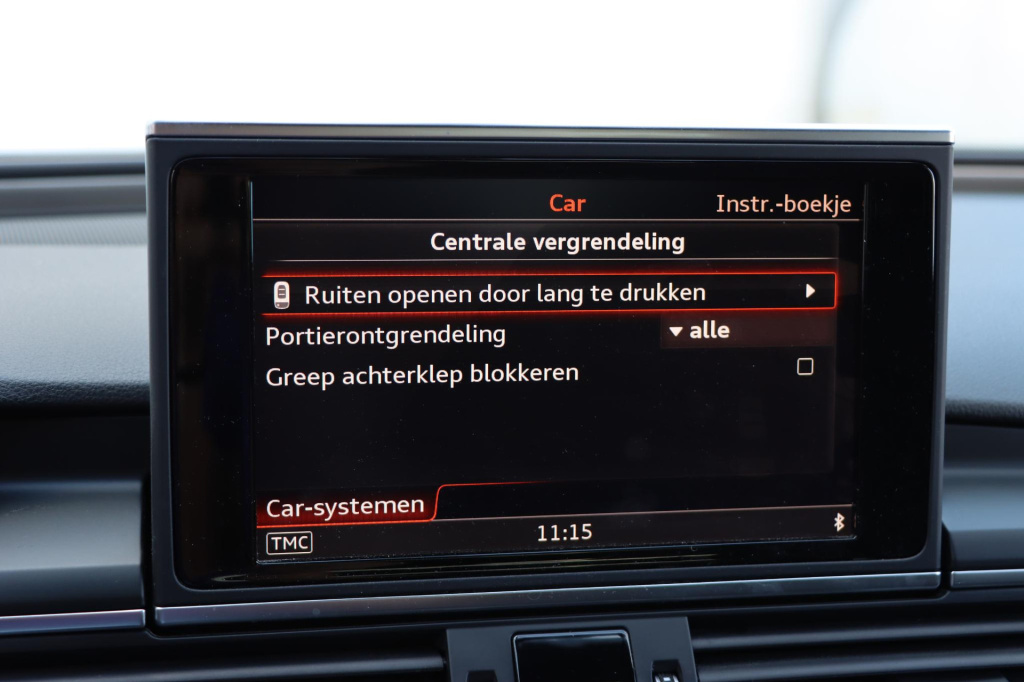 Car
Instr.-boekje
Centrale vergrendeling
Ruiten openen door lang te drukken
Portierontgrendeling
alle
Greep achterklep blokkeren
Car-systemen
TMC
11:15